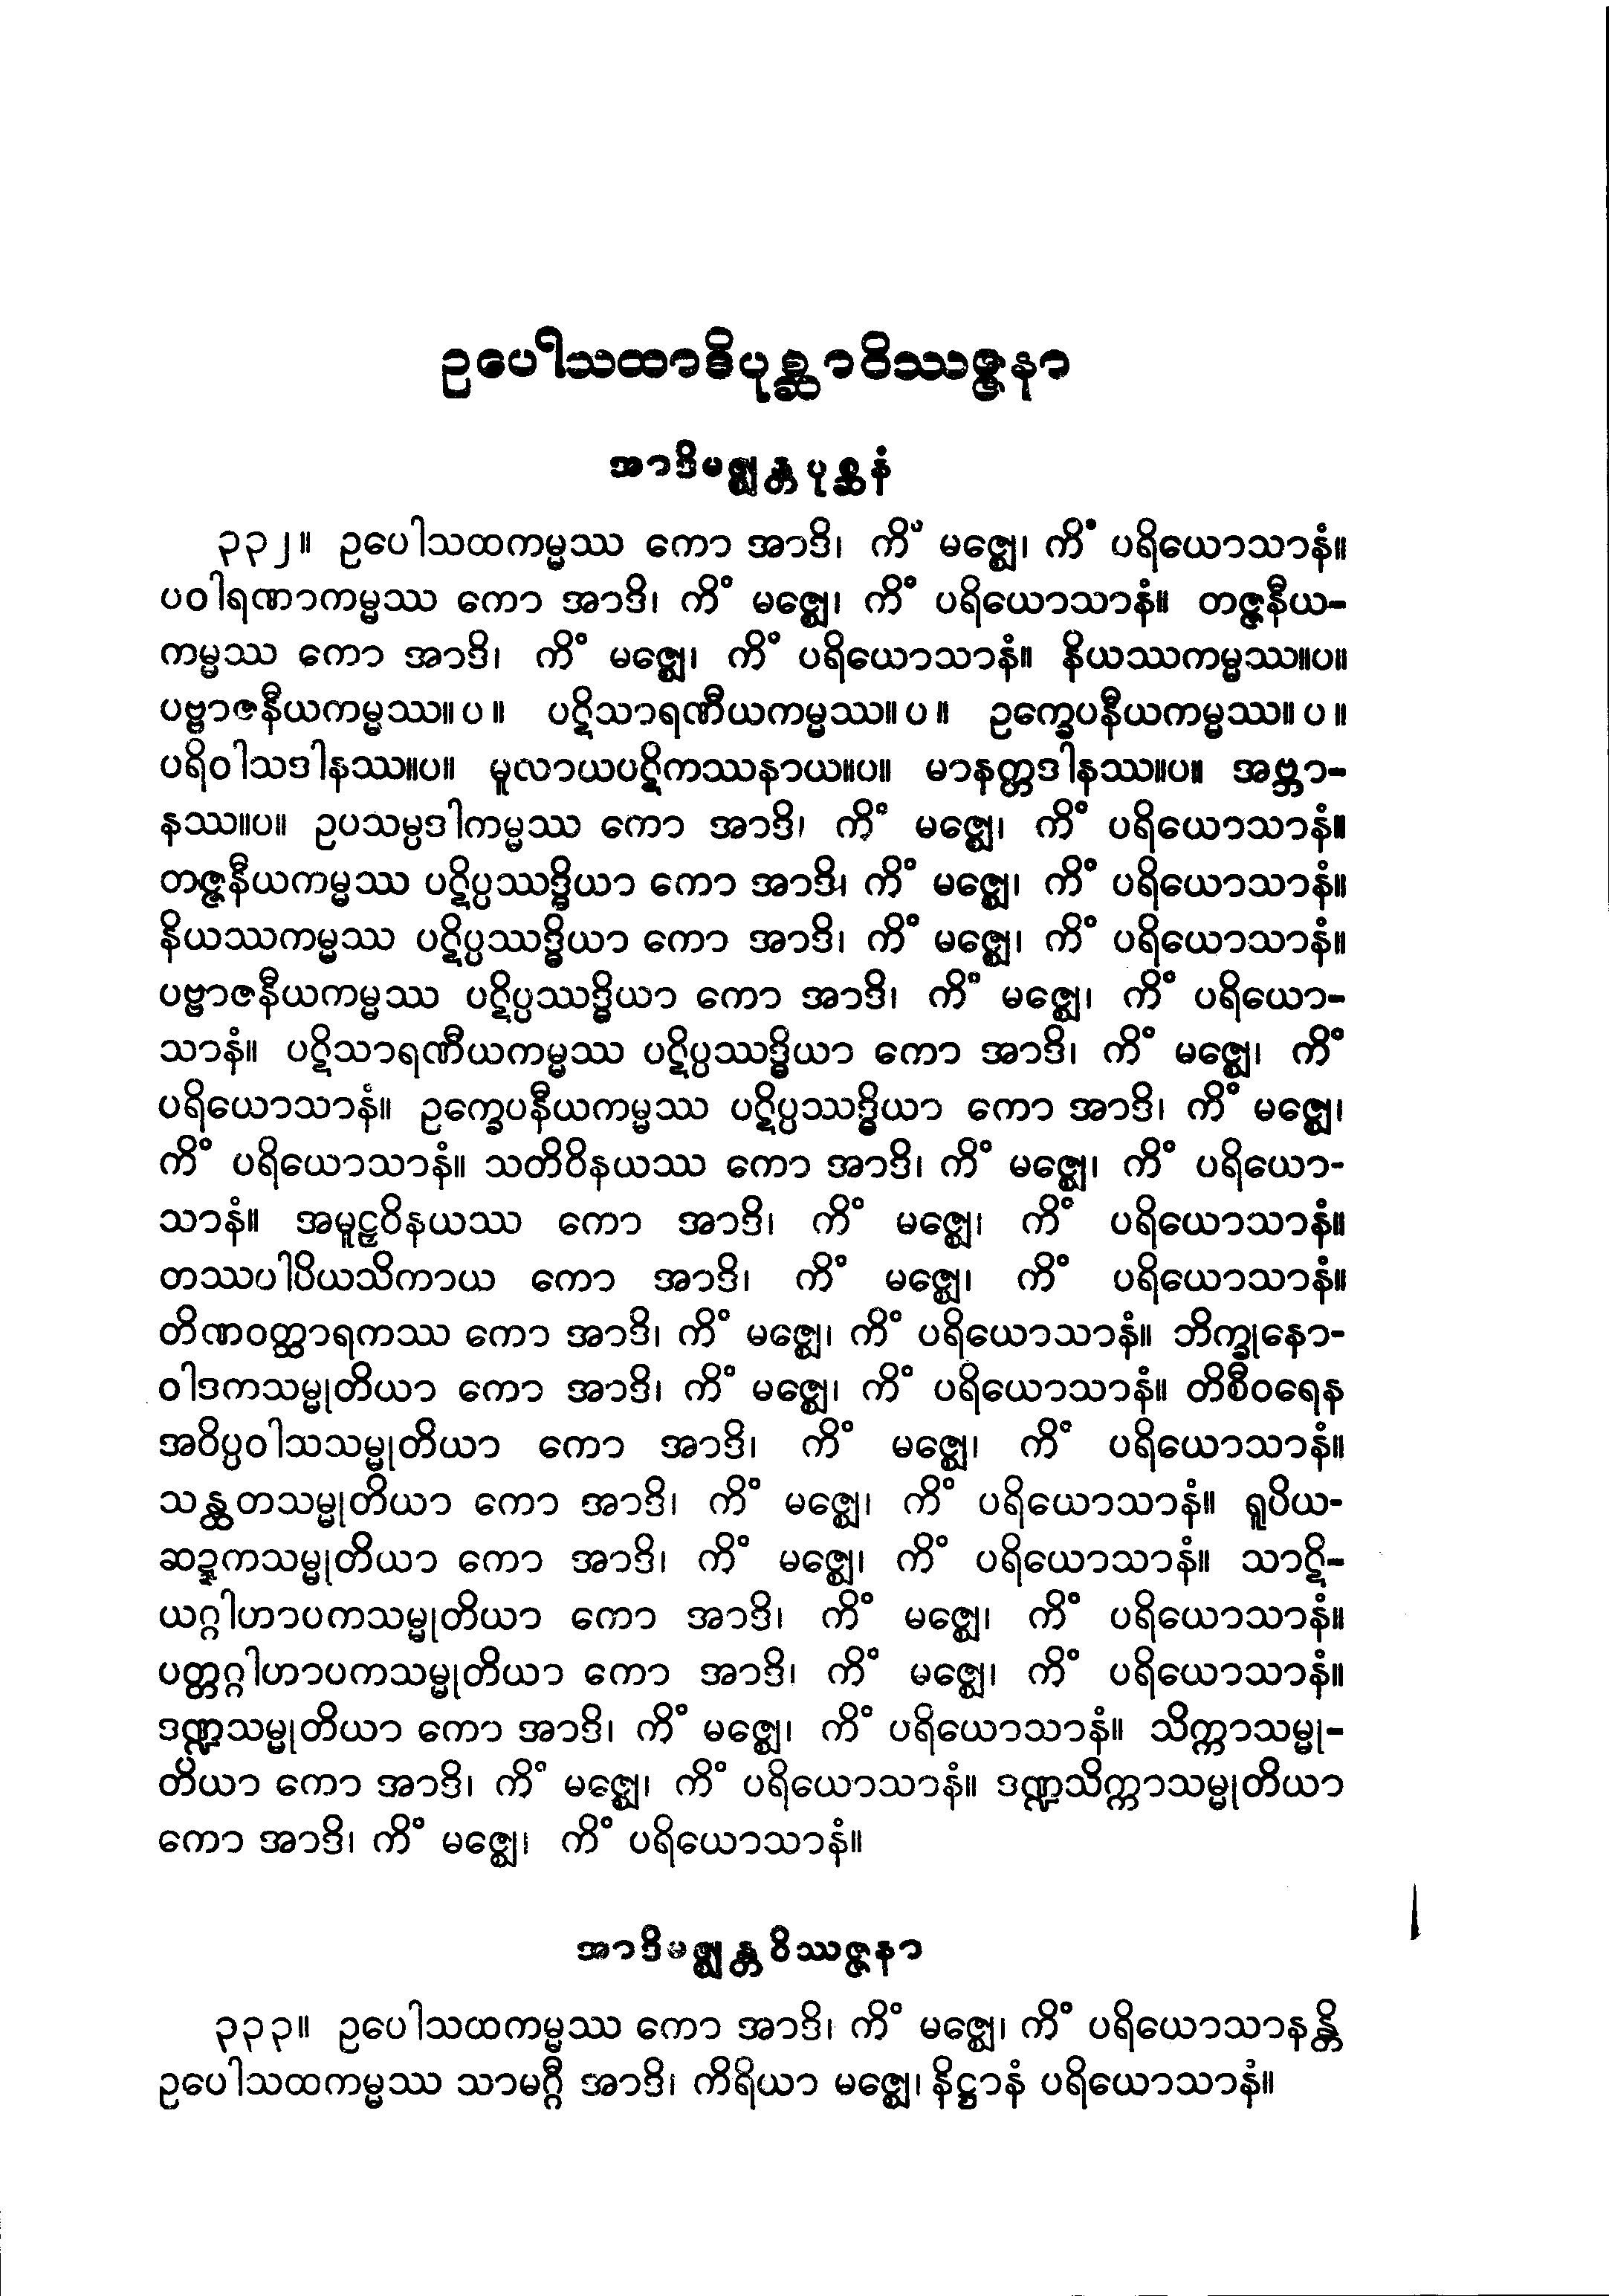 ဥပေါသထာဒိပုစ္ဆာဝိဿဇ္ဇနာ
အာဒိမဇ္ဈန္တပုစ္ဆနံ
၃၃၂။ ဥပေါသထကမ္မဿ ကော အာဒိ၊ ကိံ မဇ္ဈေ၊ ကိံ ပရိယောသာနံ။
ပဝါရဏာကမ္မဿ ကော အာဒိ၊ ကိံ မဇ္ဈေ၊ ကိံ ပရိယောသာနံ။ တဇ္ဇနီယ-
ကမ္မဿ ကော အာဒိ၊ ကိံ မဇ္ဈေ၊ ကိံ ပရိယောသာနံ။ နိယဿကမ္မဿ။ပ။
ပဗ္ဗာဇနီယကမ္မဿ။ပ။ ပဋိသာရဏီယကမ္မဿ။ပ။ ဥက္ခေပနီယကမ္မဿ။ပ။
ပရိဝါသဒါနဿ။ပ။ မူလာယပဋိကဿနာယ။ပ။ မာနတ္တဒါနဿ။ပ။ အဗ္ဘာ-
နဿ။ပ။ ဥပသမ္ပဒါကမ္မဿ ကော အာဒိ၊ ကိံ မဇ္ဈေ၊ ကိံ ပရိယောသာနံ။
တဇ္ဇနီယကမ္မဿ ပဋိပ္ပဿဒ္ဓိယာ ကော အာဒိ၊ ကိံ မဇ္ဈေ၊ ကိံ ပရိယောသာနံ။
နိယဿကမ္မဿ ပဋိပ္ပဿဒ္ဓိယာ ကော အာဒိ၊ ကိံ မဇ္ဈေ၊ ကိံ ပရိယောသာနံ။
ပဗ္ဗာဇနီယကမ္မဿ ပဋိပ္ပဿဒ္ဓိယာ ကော အာဒိ၊ ကိံ မဇ္ဈေ၊ ကိံ ပရိယော-
သာနံ။ ပဋိသာရဏီယကမ္မဿ ပဋိပ္ပဿဒ္ဓိယာ ကော အာဒိ၊ ကိံ မဇ္ဈေ၊ ကိံ
ပရိယောသာနံ။ ဥက္ခေပနီယကမ္မဿ ပဋိပ္ပဿဒ္ဓိယာ ကော အာဒိ၊ ကိံ မဇ္ဈေ၊
ကိံ ပရိယောသာနံ။ သတိဝိနယဿ ကော အာဒိ၊ ကိံ မဇ္ဈေ၊ ကိံ ပရိယော-
သာနံ။ အမူဠှဝိနယဿ ကော အာဒိ၊ ကိံ မဇ္ဈေ၊ ကိံ ပရိယောသာနံ။
တဿပါပိယသိကာယ ကော အာဒိ၊ ကိံ မဇ္ဈေ၊ ကိံ ပရိယောသာနံ။
တိဏဝတ္ထာရကဿ ကော အာဒိ၊ ကိံ မဇ္ဈေ၊ ကိံ ပရိယောသာနံ။ ဘိက္ခုနော-
ဝါဒကသမ္မုတိယာ ကော အာဒိ၊ ကိံ မဇ္ဈေ၊ ကိံ ပရိယောသာနံ။ တိစီဝရေန
အဝိပ္ပဝါသသမ္မုတိယာ ကော အာဒိ၊ ကိံ မဇ္ဈေ၊ ကိံ ပရိယောသာနံ။
သန္ထတသမ္မုတိယာ ကော အာဒိ၊ ကိံ မဇ္ဈေ၊ ကိံ ပရိယောသာနံ။ ရူပိယ-
ဆဍ္ဍကသမ္မုတိယာ ကော အာဒိ၊ ကိံ မဇ္ဈေ၊ ကိံ ပရိယောသာနံ။ သာဋိ-
ယဂ္ဂါဟာပကသမ္မုတိယာ ကော အာဒိ၊ ကိံ မဇ္ဈေ၊ ကိံ ပရိယောသာနံ။
ပတ္တဂ္ဂါဟာပကသမ္မုတိယာ ကော အာဒိ၊ ကိံ မဇ္ဈေ၊ ကိံ ပရိယောသာနံ။
ဒဏ္ဍသမ္မုတိယာ ကော အာဒိ၊ ကိံ မဇ္ဈေ၊ ကိံ ပရိယောသာနံ။ သိက္ကာသမ္မု-
တိယာ ကော အာဒိ၊ ကိံ မဇ္ဈေ၊ ကိံ ပရိယောသာနံ။ ဒဏ္ဍသိက္ကာသမ္မုတိယာ
ကော အာဒိ၊ ကိံ မဇ္ဈေ၊ ကိံ ပရိယောသာနံ။
အာဒိမဇ္ဈန္တဝိဿဇ္ဇနာ
၃၃၃။ ဥပေါသထကမ္မဿ ကော အာဒိ၊ ကိံ မဇ္ဈေ၊ ကိံ ပရိယောသာနန္တိ
ဥပေါသထကမ္မဿ သာမဂ္ဂီ အာဒိ၊ ကိရိယာ မဇ္ဈေ၊ နိဋ္ဌာနံ ပရိယောသာနံ။